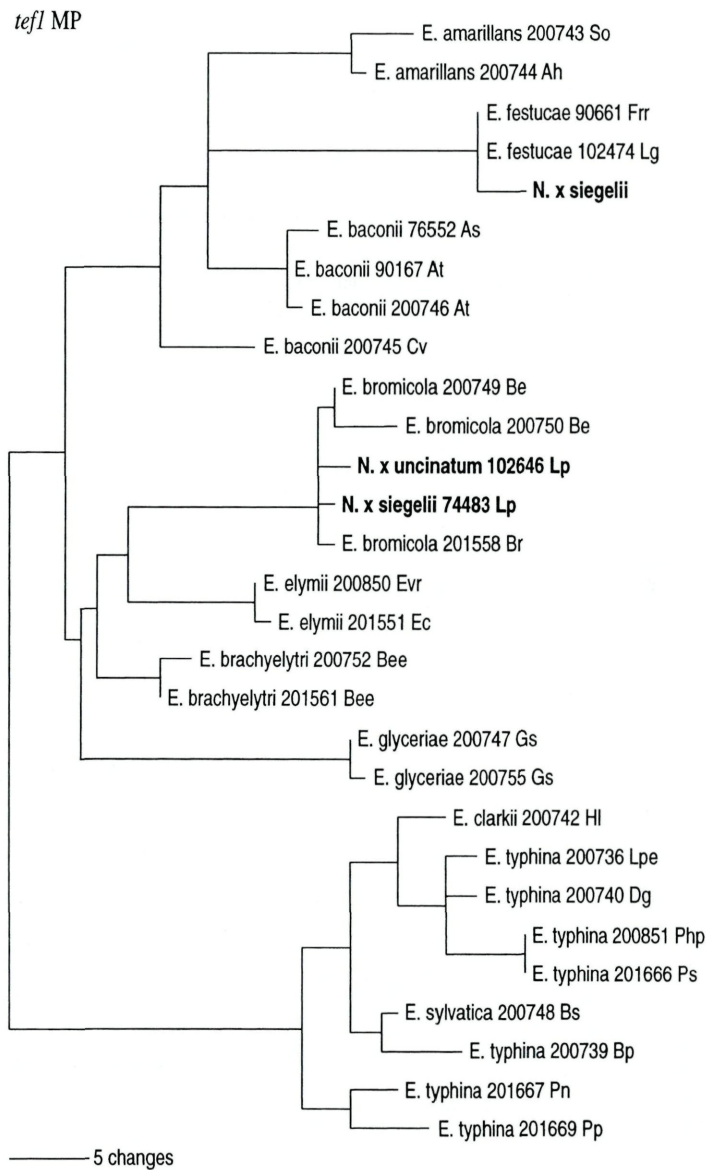 tef1 MP
E. amarillans 200743 So
E. amarillans 200744 Ah
E. festucae 90661 Frr
E. festucae 102474 Lg
N. x siegelii
E. baconii 76552 As
E. baconii 90167 At
E. baconii 200746 At
E. baconii 200745 Cv
E. bromicola 200749 Be
E. bromicola 200750 Be
N. x uncinatum 102646 Lp
N. x siegelii 74483 Lp
E. bromicola 201558 Br
E. elymii 200850 Evr
E. elymii 201551 Ec
E. brachyelytri 200752 Bee
E. brachyelytri 201561 Bee
E. glyceriae 200747 Gs
E. glyceriae 200755 Gs
E. clarkii 200742 Hl
E. typhina 200736 Lpe
E. typhina 200740 Dg
E. typhina 200851 Php
E. typhina 201666 Ps
E. sylvatica 200748 Bs
E. typhina 200739 Bp
E. typhina 201667 Pn
E. typhina 201669 Pp
5 changes